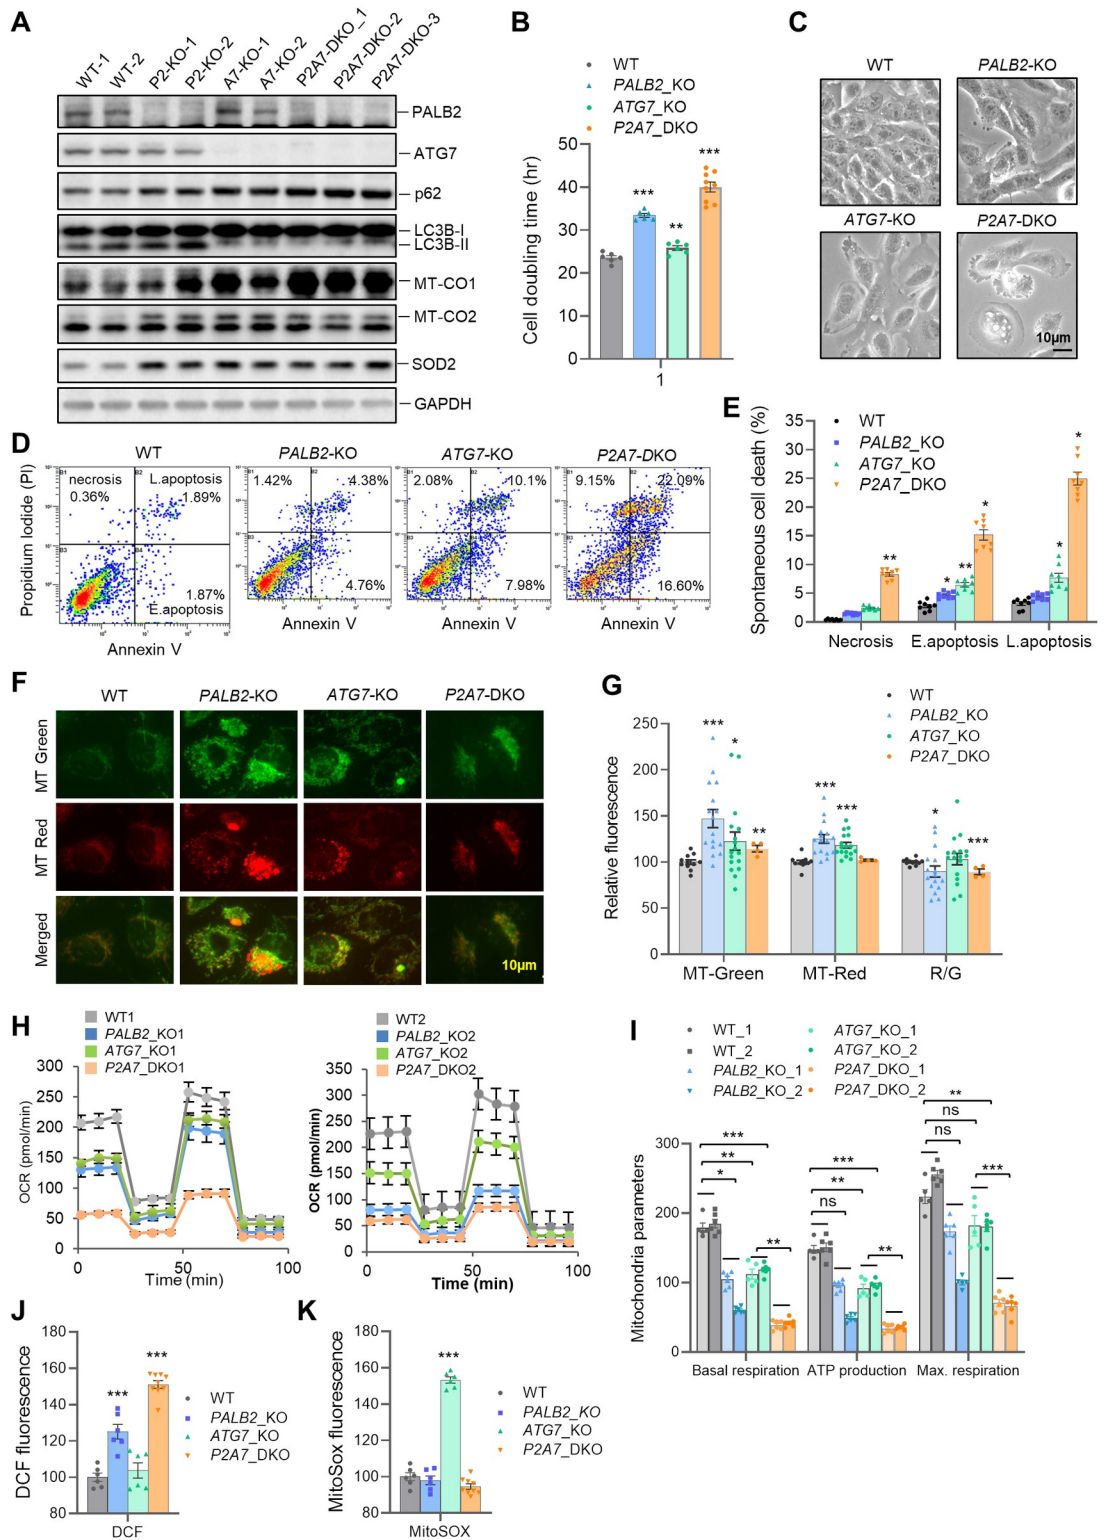 A
WT-1
WT-2
P2-KO-1
P2-KO-2
A7-KO-1
A7-KO-2
P2A7-DKO_1
P2A7-DKO-2
P2A7-DKO-3
PALB2
ATG7
p62
LC3B-I
LC3B-II
MT-CO1
MT-CO2
SOD2
GAPDH
B
WT
PALB2_KO
ATG7_KO
P2A7_DKO
Cell doubling time (hr)
50
40
30
20
10
0
***
**
***
1
C
WT
PALB2-KO
ATG7-KO
P2A7-DKO
10µm
D
WT
PALB2-KO
ATG7-KO
P2A7-DKO
Propidium Iodide (PI)
necrosis
0.36%
L.apoptosis
1.89%
1.87%
E.apoptosis
1.42%
4.38%
4.76%
2.08%
10.1%
7.98%
9.15%
22.09%
16.60%
Annexin V
Annexin V
Annexin V
Annexin V
E
WT
PALB2_KO
ATG7_KO
P2A7_DKO
Spontaneous cell death (%)
35
30
25
20
15
10
5
0
**
*
**
*
*
*
Necrosis
E.apoptosis
L.apoptosis
F
WT
PALB2-KO
ATG7-KO
P2A7-DKO
MT Green
MT Red
Merged
10µm
G
WT
PALB2_KO
ATG7_KO
P2A7_DKO
Relative fluorescence
250
200
150
100
50
0
***
*
**
***
***
*
***
MT-Green
MT-Red
R/G
H
WT1
PALB2_KO1
ATG7_KO1
P2A7_DKO1
OCR (pmol/min)
350
300
250
200
150
100
50
0
0
50
100
Time (min)
WT2
PALB2_KO2
ATG7_KO2
P2A7_DKO2
OCR (pmol/min)
350
300
250
200
150
100
50
0
0
50
100
Time (min)
I
WT_1
WT_2
PALB2_KO_1
PALB2_KO_2
ATG7_KO_1
ATG7_KO_2
P2A7_DKO_1
P2A7_DKO_2
Mitochondria parameters
300
200
100
0
***
**
*
**
***
**
ns
**
**
ns
ns
***
Basal respiration
ATP production
Max. respiration
J
DCF fluorescence
180
160
140
120
100
80
***
***
WT
PALB2_KO
ATG7_KO
P2A7_DKO
DCF
K
MitoSox fluorescence
180
160
140
120
100
80
***
WT
PALB2_KO
ATG7_KO
P2A7_DKO
MitoSOX